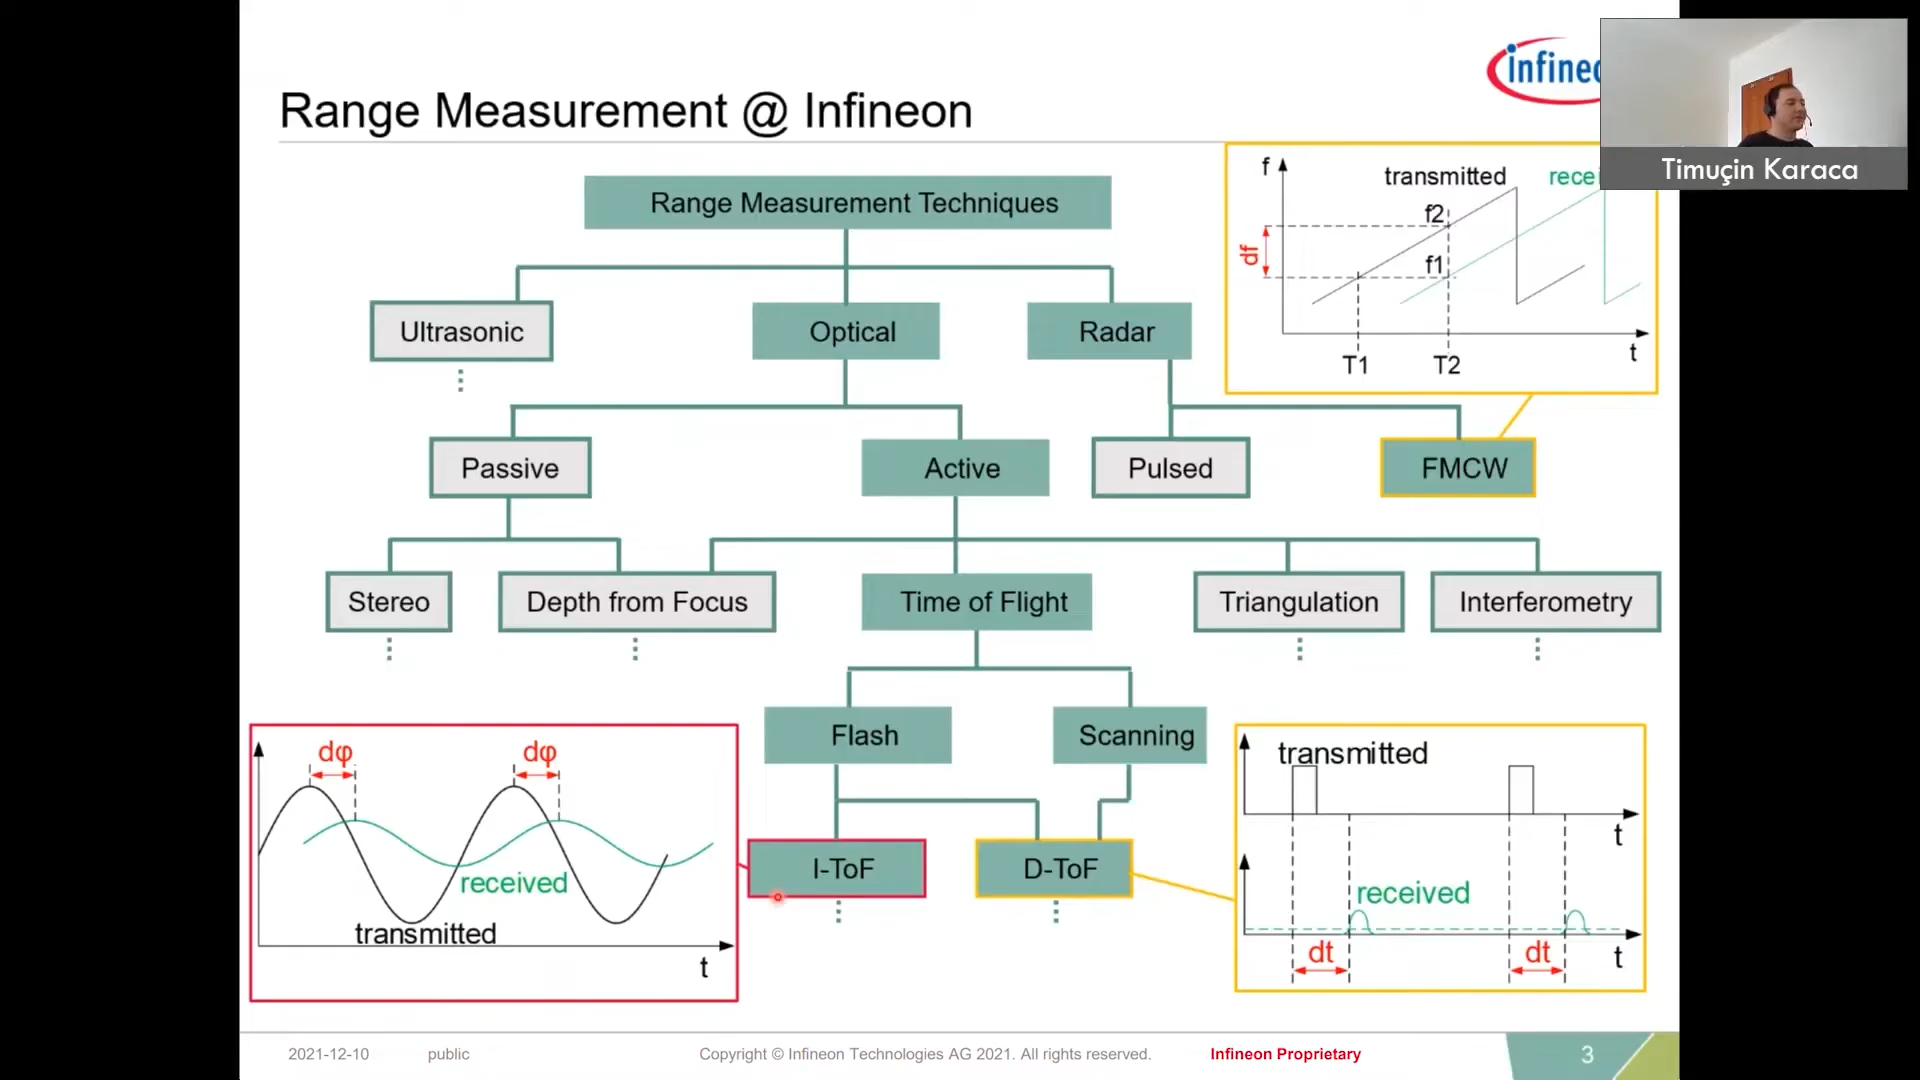 infineo
Timuçin Karaca
Range Measurement @ Infineon
Range Measurement Techniques
f
transmitted
f2
df
f1
T1
T2
t
Ultrasonic
Optical
Radar
Passive
Active
Pulsed
FMCW
Stereo
Depth from Focus
Time of Flight
Triangulation
Interferometry
Flash
Scanning
dφ
dφ
received
transmitted
t
I-ToF
D-ToF
transmitted
t
received
dt
dt
t
2021-12-10
public
Copyright © Infineon Technologies AG 2021. All rights reserved.
Infineon Proprietary
3